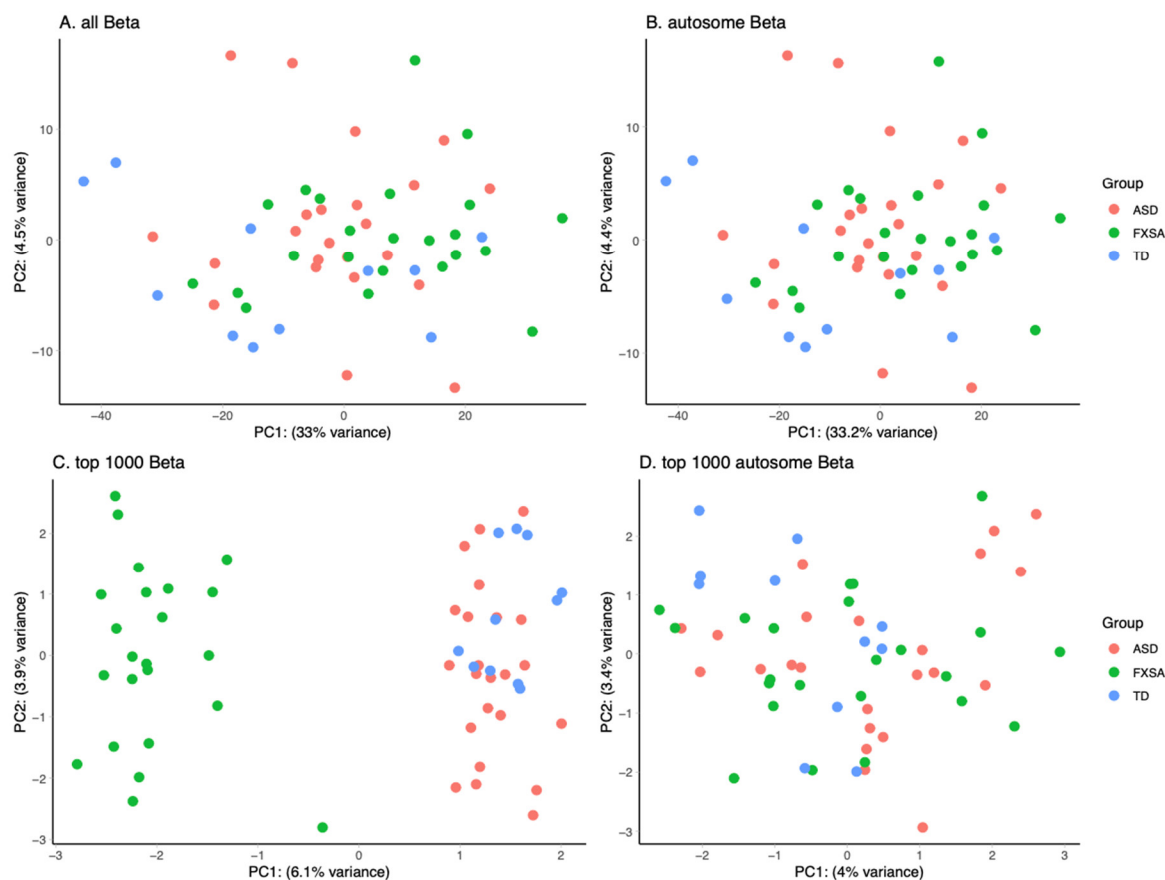 A. all Beta
10
0
−10
PC2: (4.5% variance)
−40
−20
0
20
PC1: (33% variance)
B. autosome Beta
10
0
−10
PC2: (4.4% variance)
−40
−20
0
20
PC1: (33.2% variance)
Group
ASD
FXSA
TD
C. top 1000 Beta
2
1
0
−1
−2
−3
PC2: (3.9% variance)
−3
−2
−1
0
1
2
PC1: (6.1% variance)
D. top 1000 autosome Beta
2
1
0
−1
−2
−3
PC2: (3.4% variance)
−2
−1
0
1
2
3
PC1: (4% variance)
Group
ASD
FXSA
TD